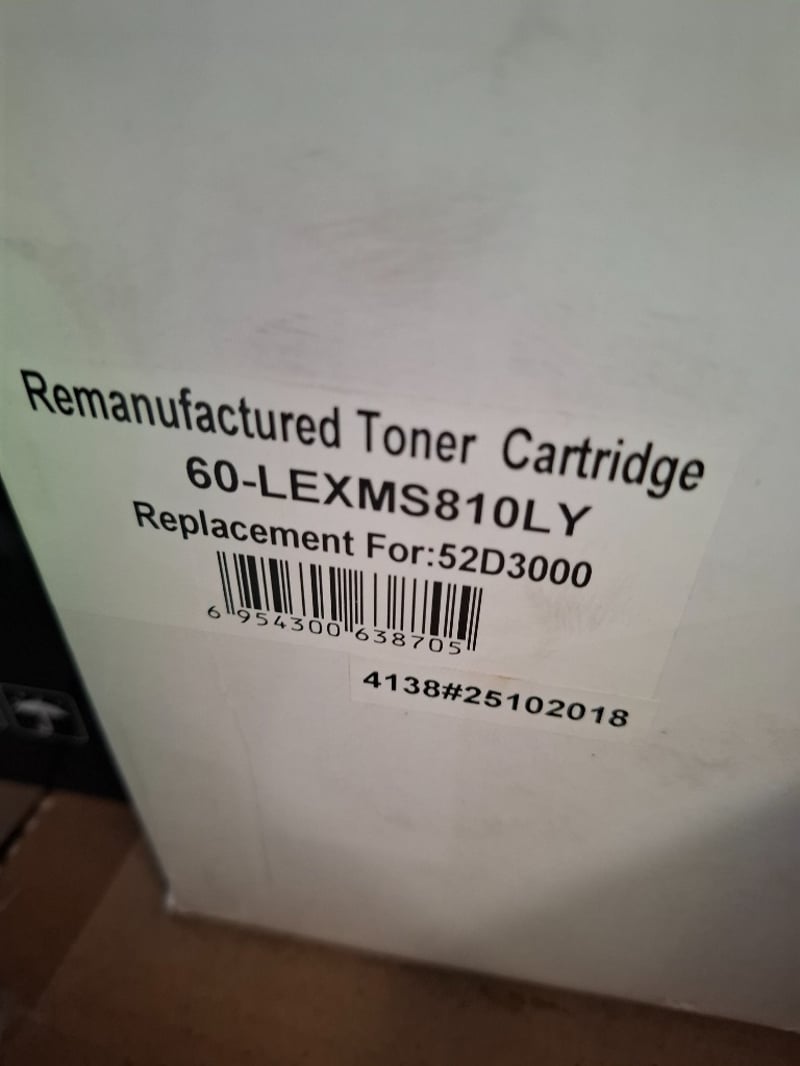 Remanufactured Toner Cartridge
60-LEXMS810LY
Replacement For:52D3000
6 954300 638705
4138#25102018